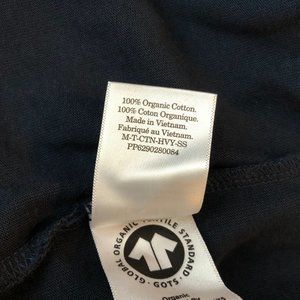 100% Organic Cotton.
100% Coton Organique.
Made in Vietnam.
Fabriqué au Vietnam.
M-T-CTN-HVY-SS
PP6290280084
GLOBAL ORGANIC TEXTILE STANDARD
GOTS
Organic